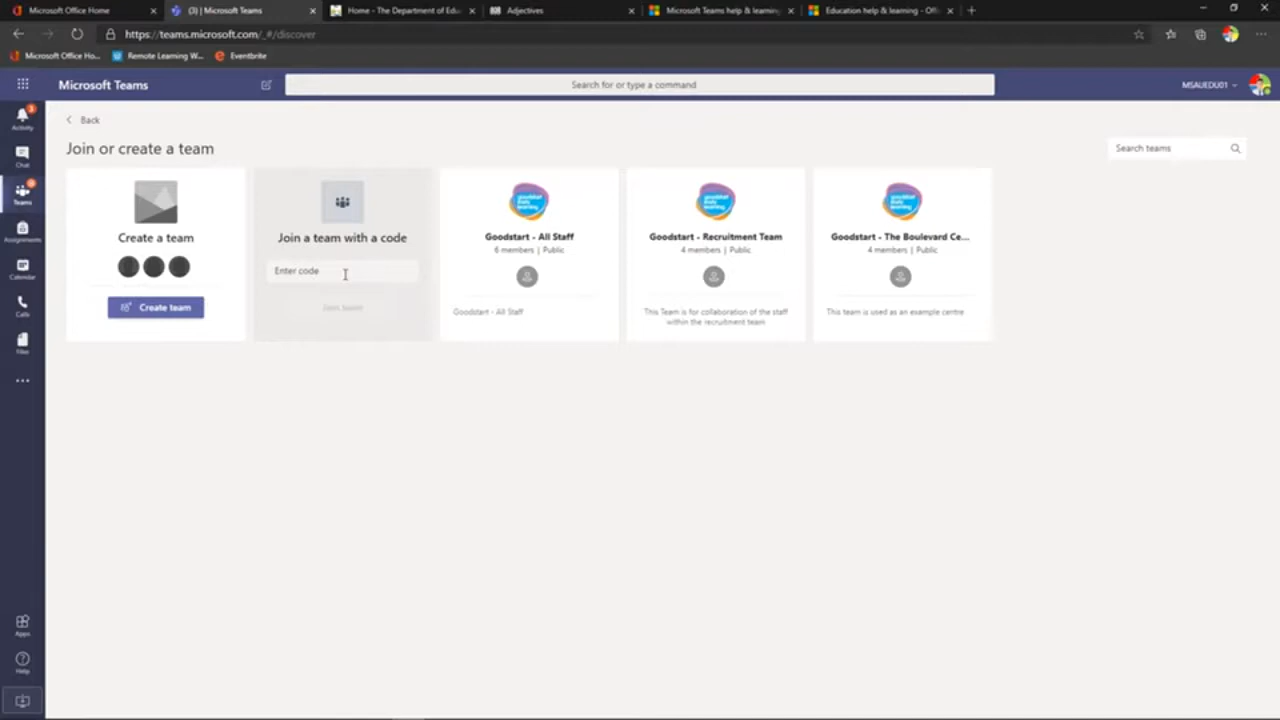 Microsoft Office Home
(3) | Microsoft Teams
Home - The Department of Edu
Adjectives
Microsoft Teams help & learning
Education help & learning - Offi
https://teams.microsoft.com/_#/discover
Microsoft Office Ho...
Remote Learning W...
Eventbrite
Microsoft Teams
Search for or type a command
MSAUEDU01
3
Activity
Chat
Teams
Assignments
Calendar
Calls
Files
Apps
Help
Back
Join or create a team
Search teams
Create a team
Create team
Join a team with a code
Enter code
Join team
Goodstart - All Staff
6 members | Public
Goodstart - All Staff
Goodstart - Recruitment Team
4 members | Public
This Team is for collaboration of the staff
within the recruitment team
Goodstart - The Boulevard Ce...
4 members | Public
This team is used as an example centre